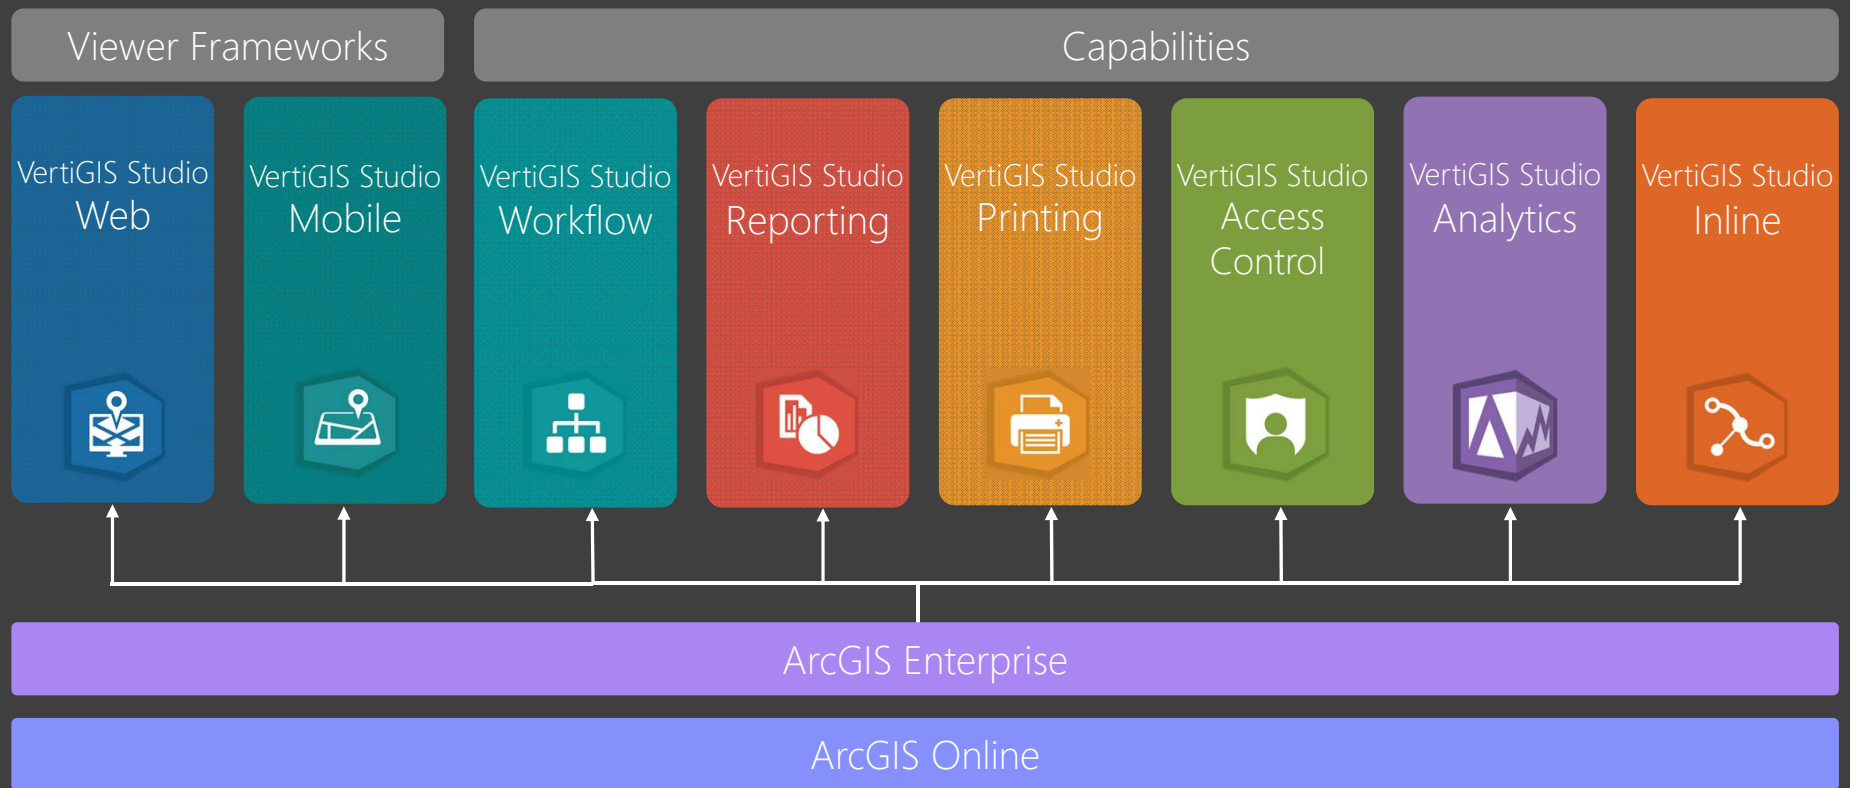 Viewer Frameworks
Capabilities
VertiGIS Studio
Web
VertiGIS Studio
Mobile
VertiGIS Studio
Workflow
VertiGIS Studio
Reporting
VertiGIS Studio
Printing
VertiGIS Studio
Access
Control
VertiGIS Studio
Analytics
VertiGIS Studio
Inline
ArcGIS Enterprise
ArcGIS Online